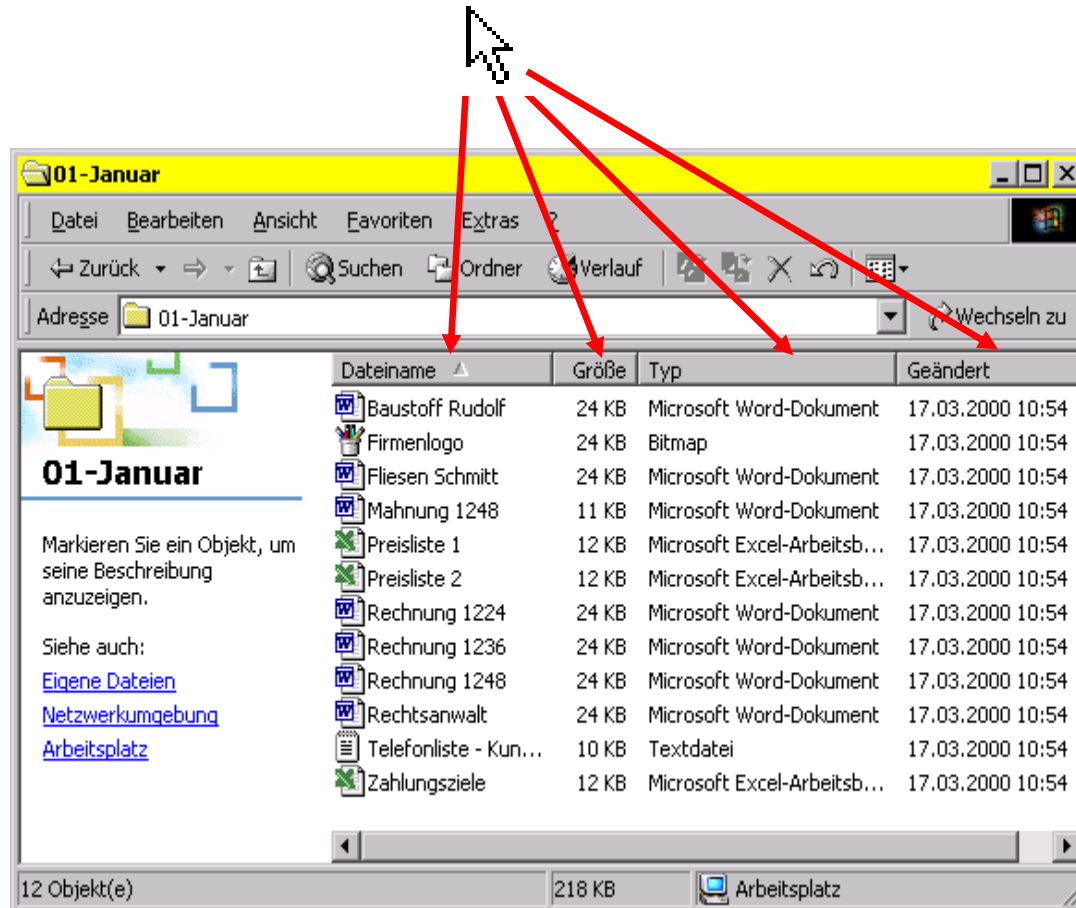 01-Januar
Datei Bearbeiten Ansicht Favoriten Extras ?
Zurück Suchen Ordner Verlauf
Adresse 01-Januar Wechseln zu
Dateiname Größe Typ Geändert
Baustoff Rudolf 24 KB Microsoft Word-Dokument 17.03.2000 10:54
Firmenlogo 24 KB Bitmap 17.03.2000 10:54
Fliesen Schmitt 24 KB Microsoft Word-Dokument 17.03.2000 10:54
01-Januar
Mahnung 1248 11 KB Microsoft Word-Dokument 17.03.2000 10:54
Markieren Sie ein Objekt, um
seine Beschreibung
anzuzeigen.
Preisliste 1 12 KB Microsoft Excel-Arbeitsb... 17.03.2000 10:54
Preisliste 2 12 KB Microsoft Excel-Arbeitsb... 17.03.2000 10:54
Rechnung 1224 24 KB Microsoft Word-Dokument 17.03.2000 10:54
Siehe auch:
Rechnung 1236 24 KB Microsoft Word-Dokument 17.03.2000 10:54
Eigene Dateien
Rechnung 1248 24 KB Microsoft Word-Dokument 17.03.2000 10:54
Netzwerkumgebung
Rechtsanwalt 24 KB Microsoft Word-Dokument 17.03.2000 10:54
Arbeitsplatz
Telefonliste - Kun... 10 KB Textdatei 17.03.2000 10:54
Zahlungsziele 12 KB Microsoft Excel-Arbeitsb... 17.03.2000 10:54
12 Objekt(e) 218 KB Arbeitsplatz